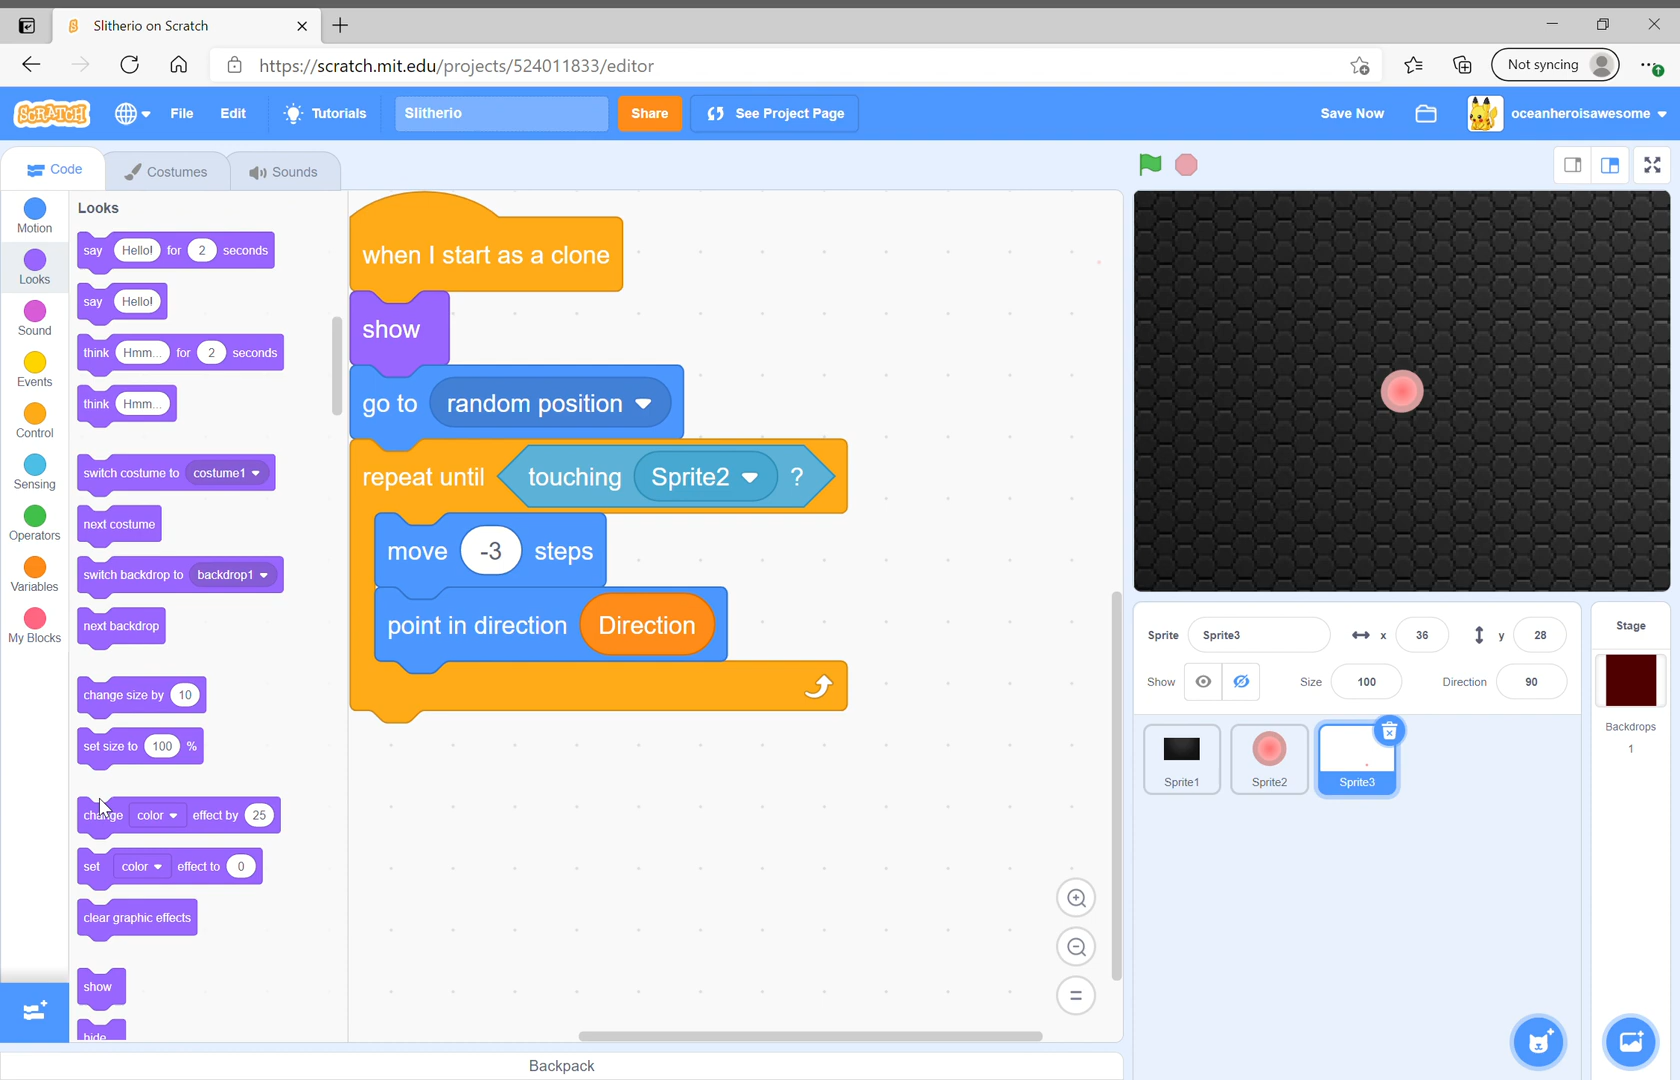 Slitherio on Scratch
https://scratch.mit.edu/projects/524011833/editor
Not syncing
SCRATCH File Edit Tutorials Slitherio Share See Project Page Save Now oceanheroisawesome
Code Costumes Sounds
Motion
Looks
Sound
Events
Control
Sensing
Operators
Variables
My Blocks
Looks
say Hello! for 2 seconds
say Hello!
think Hmm... for 2 seconds
think Hmm...
switch costume to costume1
next costume
switch backdrop to backdrop1
next backdrop
change size by 10
set size to 100 %
change color effect by 25
set color effect to 0
clear graphic effects
show
hide
when I start as a clone
show
go to random position
repeat until touching Sprite2 ?
move -3 steps
point in direction Direction
Backpack
Sprite Sprite3 x 36 y 28
Show Size 100 Direction 90
Sprite1
Sprite2
Sprite3
Stage
Backdrops
1